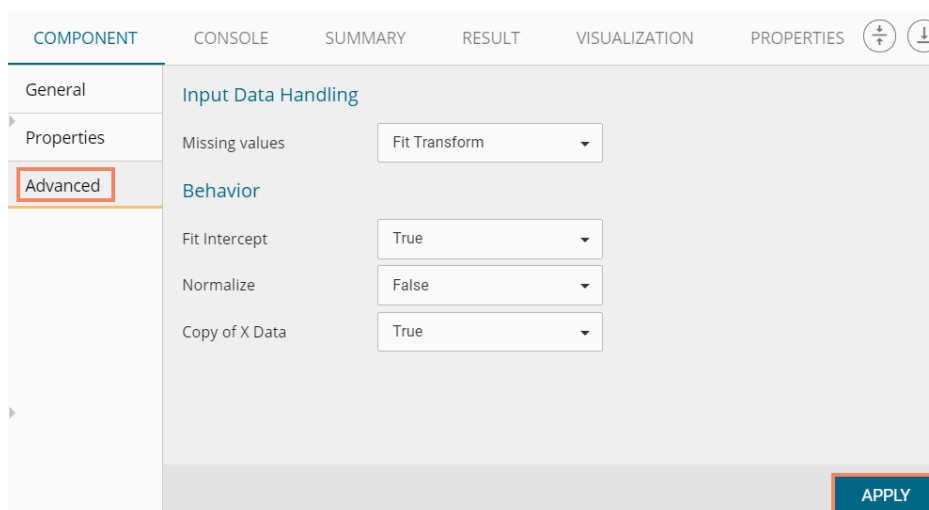 COMPONENT CONSOLE SUMMARY RESULT VISUALIZATION PROPERTIES
General
Properties
Advanced
Input Data Handling
Missing values Fit Transform
Behavior
Fit Intercept True
Normalize False
Copy of X Data True
APPLY